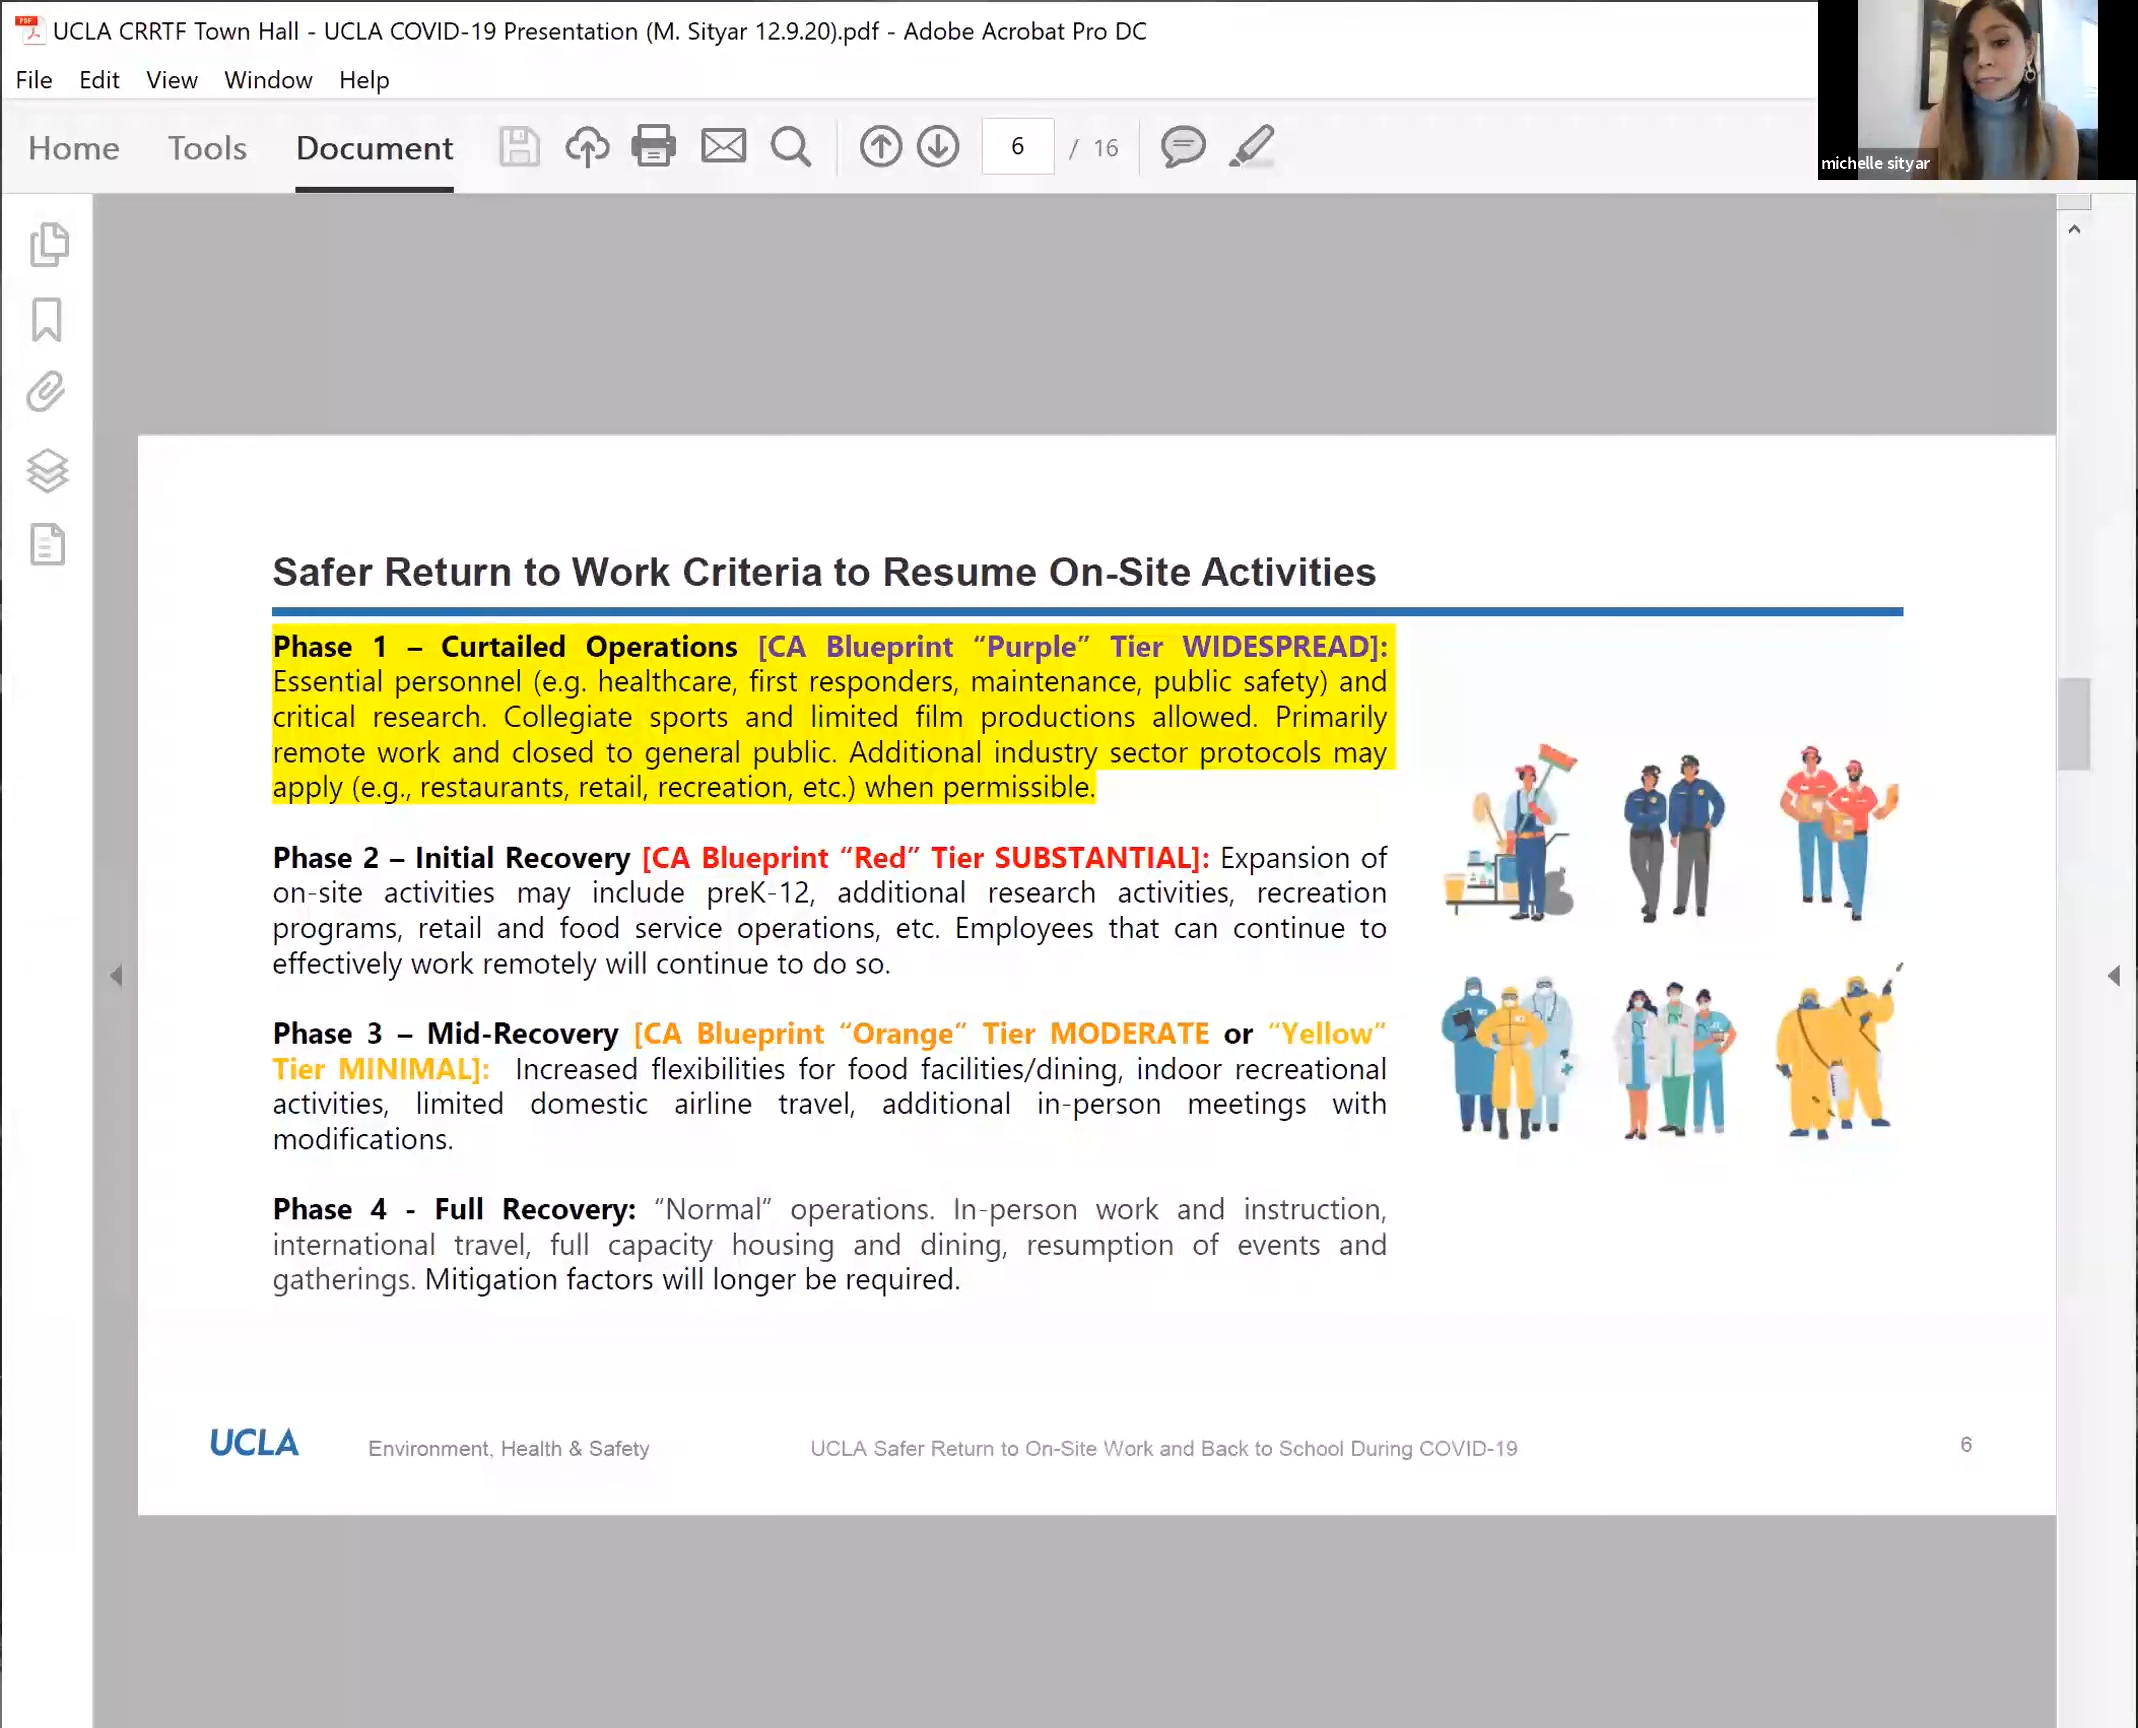 UCLA CRRTF Town Hall - UCLA COVID-19 Presentation (M. Sityar 12.9.20).pdf - Adobe Acrobat Pro DC
File Edit View Window Help
Home Tools Document 6 / 16
michelle sityar
Safer Return to Work Criteria to Resume On-Site Activities
Phase 1 – Curtailed Operations [CA Blueprint “Purple” Tier WIDESPREAD]:
Essential personnel (e.g. healthcare, first responders, maintenance, public safety) and
critical research. Collegiate sports and limited film productions allowed. Primarily
remote work and closed to general public. Additional industry sector protocols may
apply (e.g., restaurants, retail, recreation, etc.) when permissible.
Phase 2 – Initial Recovery [CA Blueprint “Red” Tier SUBSTANTIAL]: Expansion of
on-site activities may include preK-12, additional research activities, recreation
programs, retail and food service operations, etc. Employees that can continue to
effectively work remotely will continue to do so.
Phase 3 – Mid-Recovery [CA Blueprint “Orange” Tier MODERATE or “Yellow”
Tier MINIMAL]: Increased flexibilities for food facilities/dining, indoor recreational
activities, limited domestic airline travel, additional in-person meetings with
modifications.
Phase 4 - Full Recovery: “Normal” operations. In-person work and instruction,
international travel, full capacity housing and dining, resumption of events and
gatherings. Mitigation factors will longer be required.
UCLA Environment, Health & Safety UCLA Safer Return to On-Site Work and Back to School During COVID-19 6